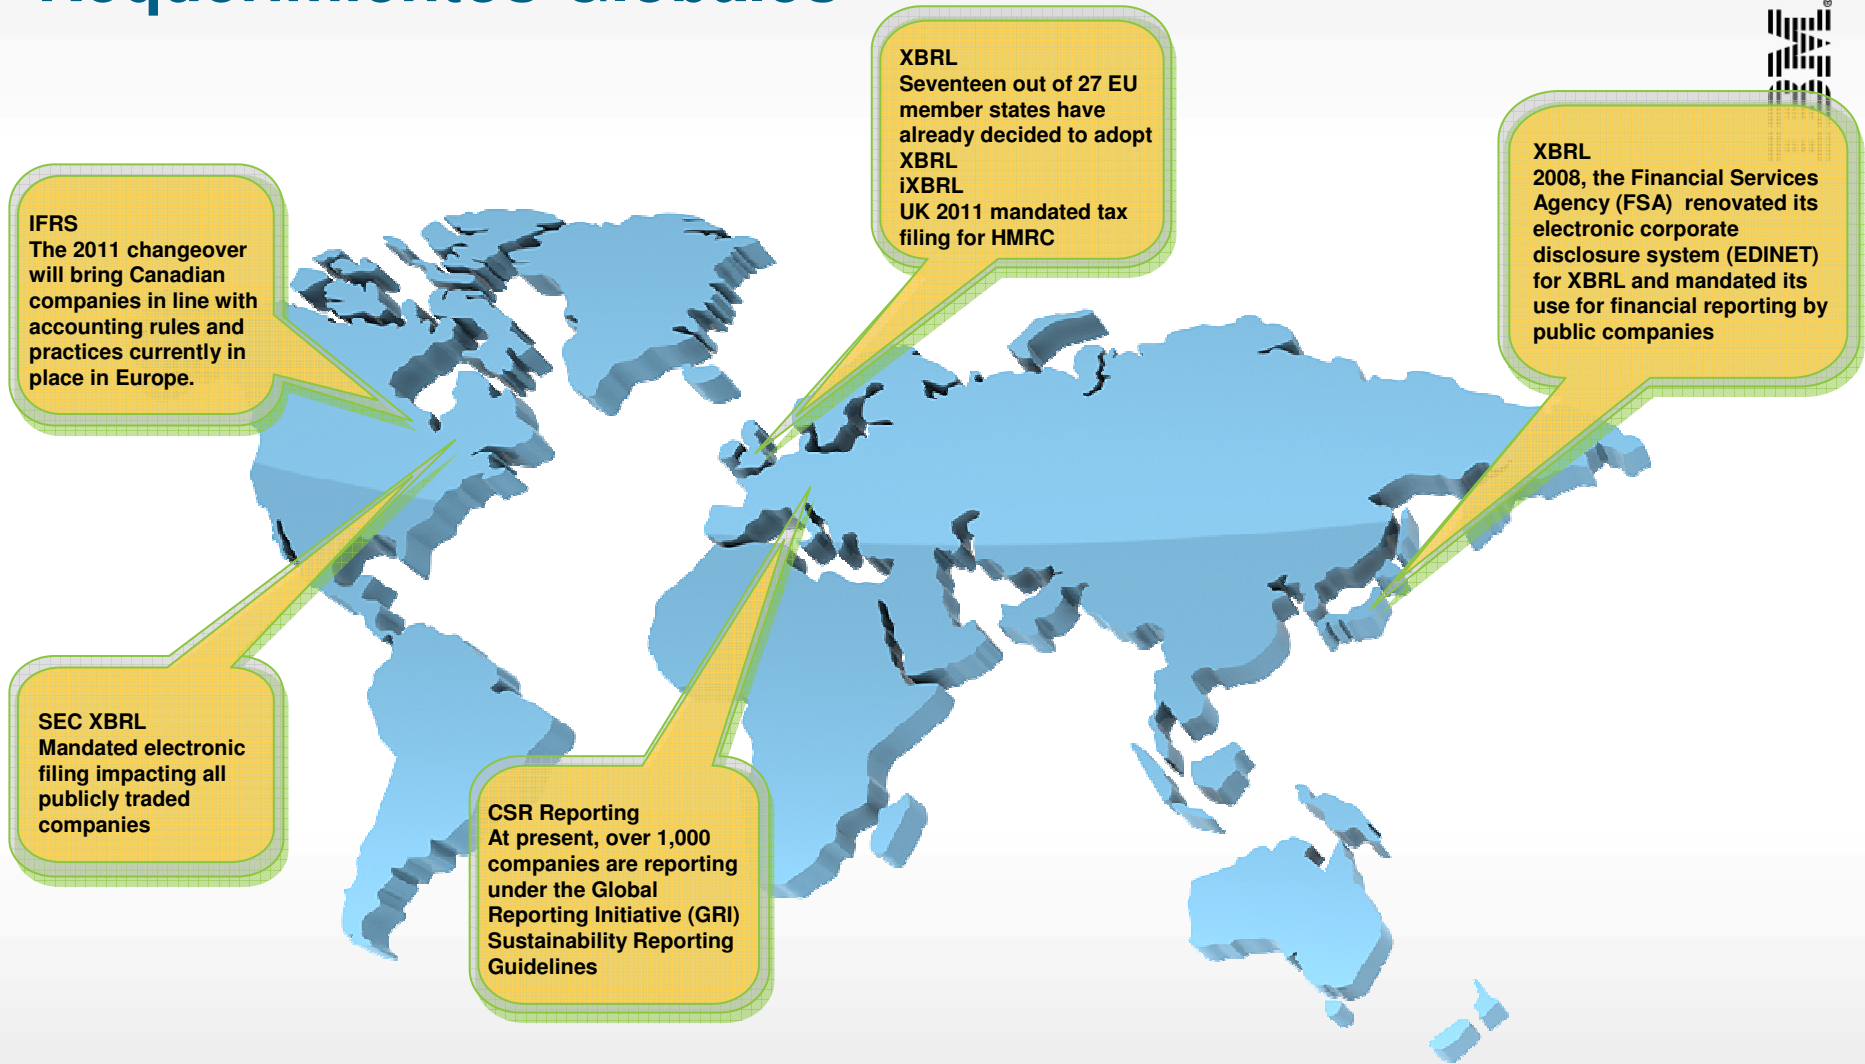 Requerimientos Globales
IBM
XBRL
Seventeen out of 27 EU
member states have
already decided to adopt
XBRL
iXBRL
UK 2011 mandated tax
filing for HMRC
XBRL
2008, the Financial Services
Agency (FSA) renovated its
electronic corporate
disclosure system (EDINET)
for XBRL and mandated its
use for financial reporting by
public companies
IFRS
The 2011 changeover
will bring Canadian
companies in line with
accounting rules and
practices currently in
place in Europe.
SEC XBRL
Mandated electronic
filing impacting all
publicly traded
companies
CSR Reporting
At present, over 1,000
companies are reporting
under the Global
Reporting Initiative (GRI)
Sustainability Reporting
Guidelines